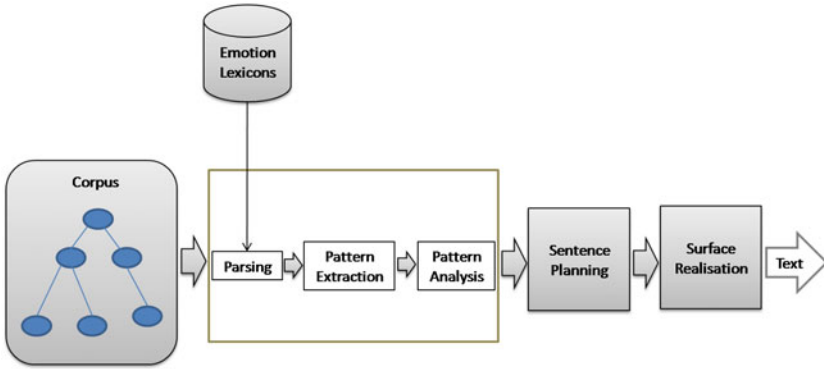 Emotion
Lexicons
Corpus
Parsing
Pattern
Extraction
Pattern
Analysis
Sentence
Planning
Surface
Realisation
Text